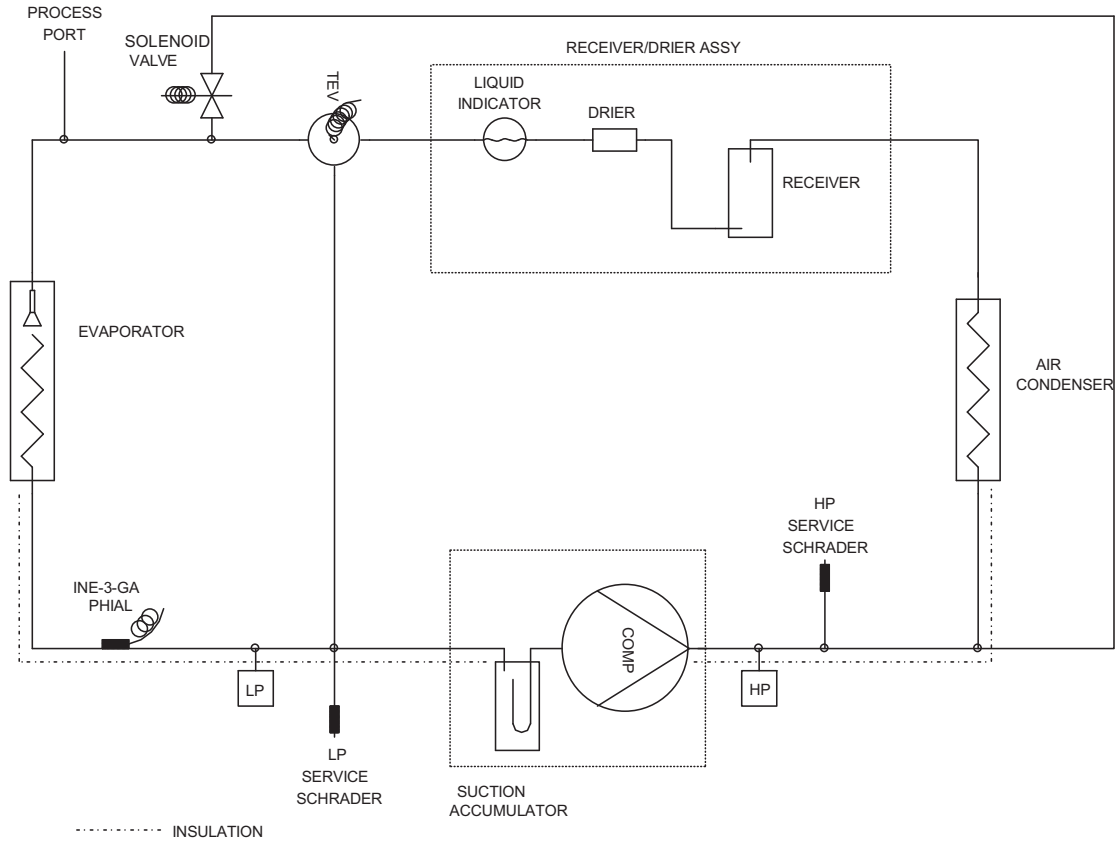 PROCESS
PORT
SOLENOID
VALVE
TEV
RECEIVER/DRIER ASSY
LIQUID
INDICATOR
DRIER
RECEIVER
EVAPORATOR
AIR
CONDENSER
HP
SERVICE
SCHRADER
INE-3-GA
PHIAL
COMP
LP
HP
LP
SERVICE
SCHRADER
SUCTION
ACCUMULATOR
INSULATION